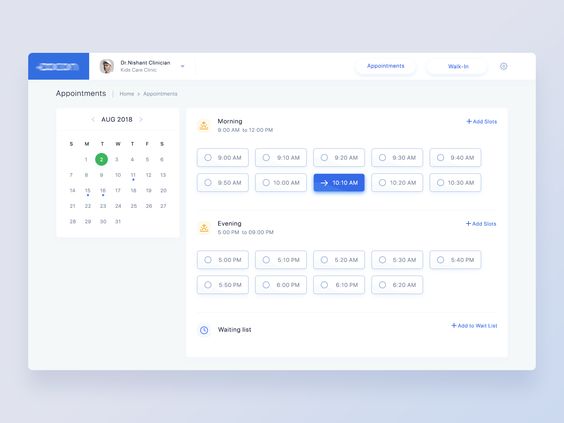 Dr.Nishant Clinician
Kids Care Clinic
Appointments
Walk-In
Appointments
Home > Appointments
AUG 2018
S M T W T F S
1 2 3 4 5 6
7 8 9 10 11 12 13
14 15 16 17 18 19 20
21 22 23 24 25 26 27
28 29 30 31
Morning
9:00 AM to 12:00 PM
+ Add Slots
9:00 AM 9:10 AM 9:20 AM 9:30 AM 9:40 AM
9:50 AM 10:00 AM 10:10 AM 10:20 AM 10:30 AM
Evening
5:00 PM to 09:00 PM
+ Add Slots
5:00 PM 5:10 PM 5:20 AM 5:30 AM 5:40 PM
5:50 PM 6:00 PM 6:10 PM 6:20 AM
Waiting list
+ Add to Wait List